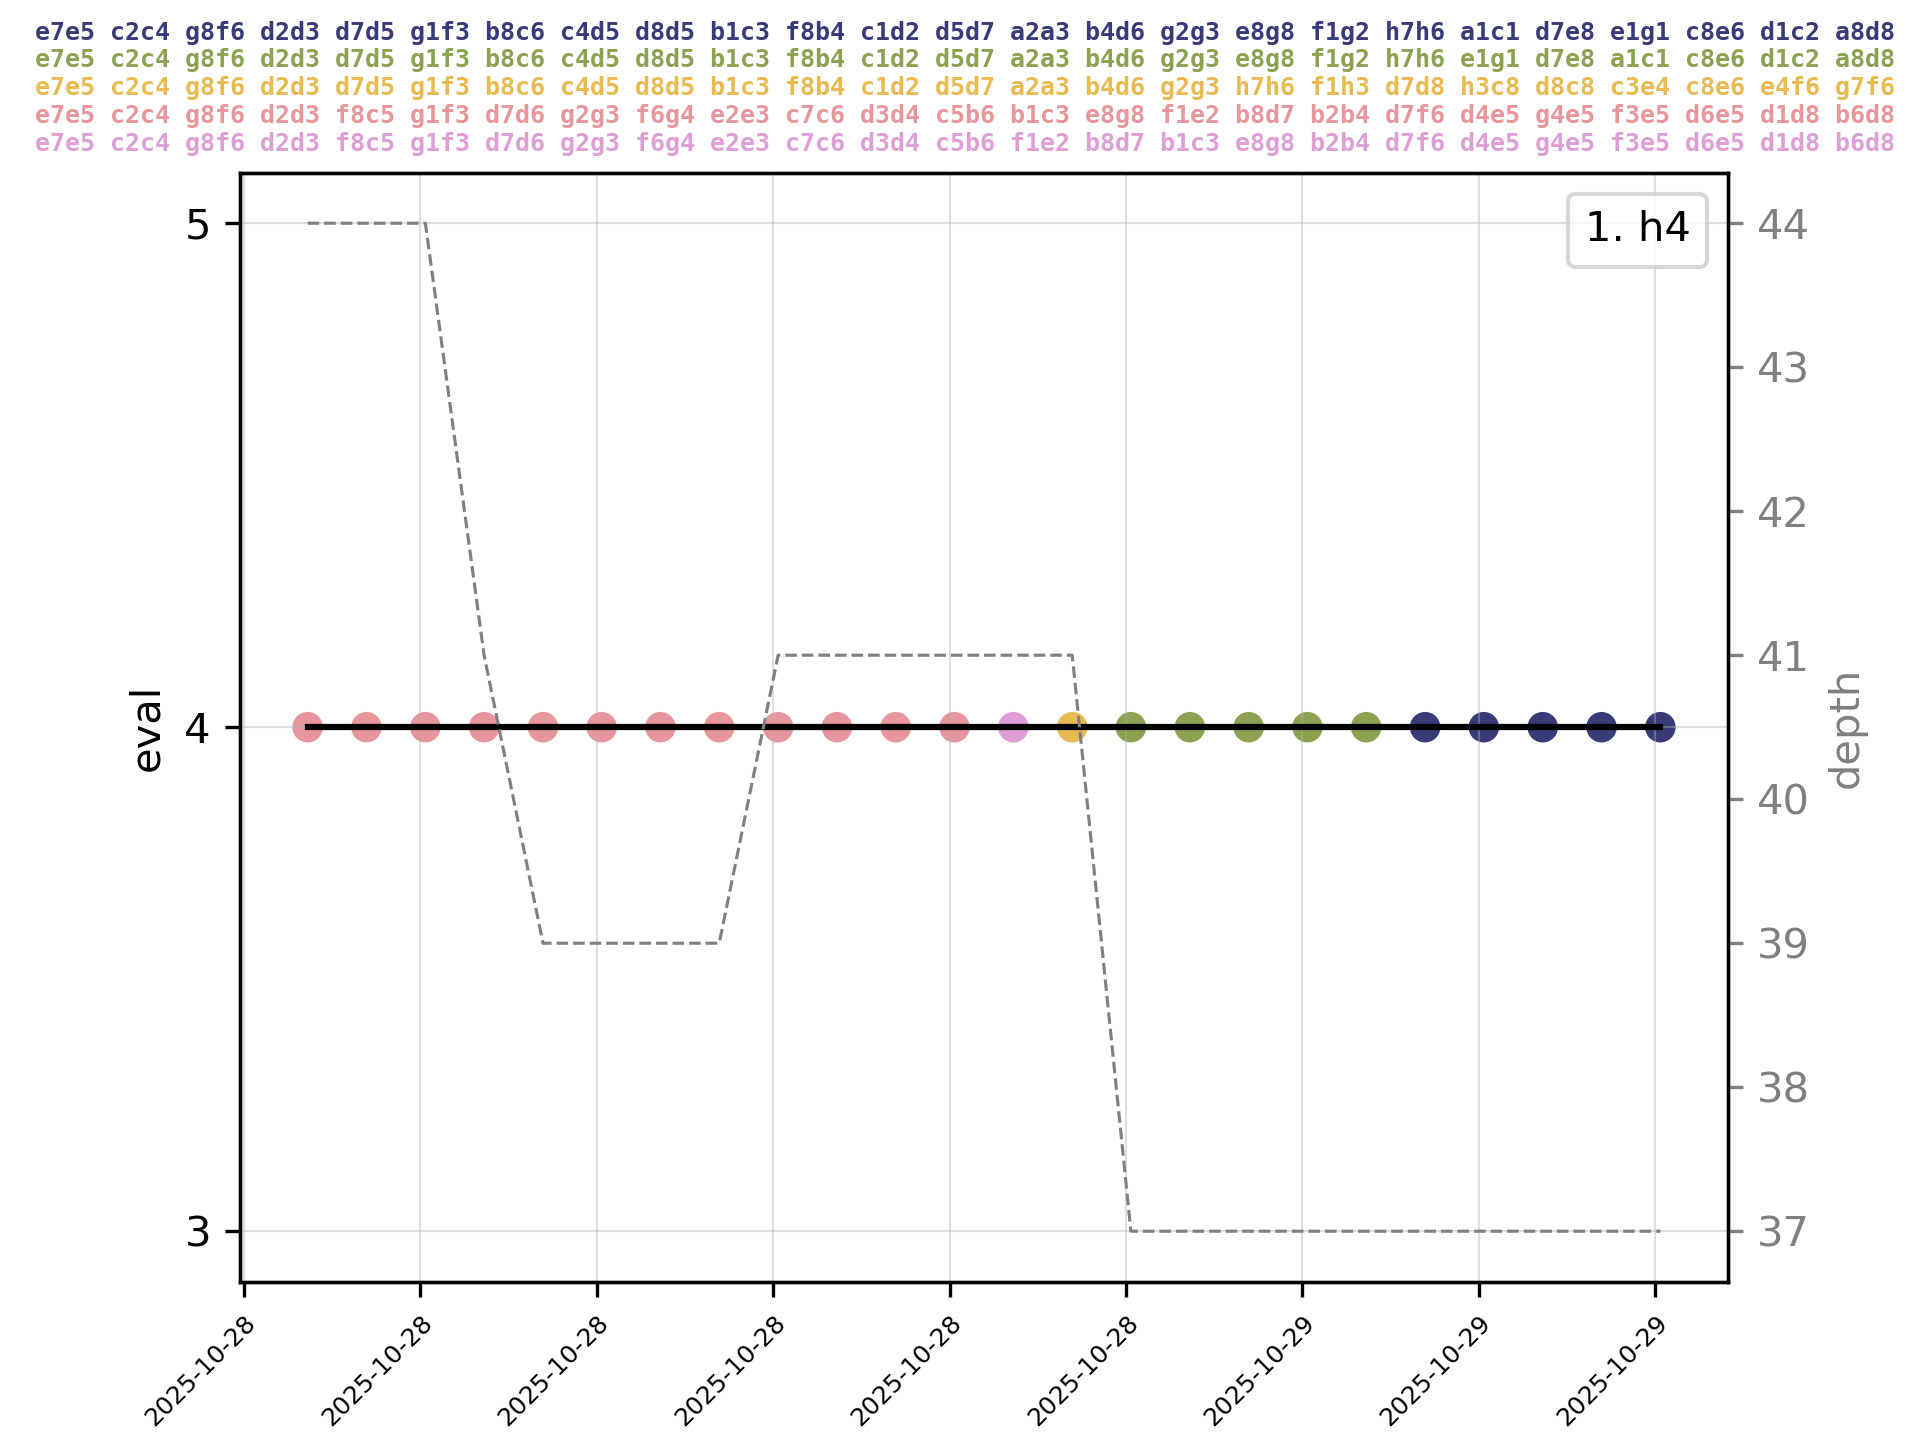 e7e5 c2c4 g8f6 d2d3 d7d5 g1f3 b8c6 c4d5 d8d5 b1c3 f8b4 c1d2 d5d7 a2a3 b4d6 g2g3 e8g8 f1g2 h7h6 a1c1 d7e8 e1g1 c8e6 d1c2 a8d8
e7e5 c2c4 g8f6 d2d3 d7d5 g1f3 b8c6 c4d5 d8d5 b1c3 f8b4 c1d2 d5d7 a2a3 b4d6 g2g3 e8g8 f1g2 h7h6 e1g1 d7e8 a1c1 c8e6 d1c2 a8d8
e7e5 c2c4 g8f6 d2d3 d7d5 g1f3 b8c6 c4d5 d8d5 b1c3 f8b4 c1d2 d5d7 a2a3 b4d6 g2g3 h7h6 f1h3 d7d8 h3c8 d8c8 c3e4 c8e6 e4f6 g7f6
e7e5 c2c4 g8f6 d2d3 f8c5 g1f3 d7d6 g2g3 f6g4 e2e3 c7c6 d3d4 c5b6 b1c3 e8g8 f1e2 b8d7 b2b4 d7f6 d4e5 g4e5 f3e5 d6e5 d1d8 b6d8
e7e5 c2c4 g8f6 d2d3 f8c5 g1f3 d7d6 g2g3 f6g4 e2e3 c7c6 d3d4 c5b6 f1e2 b8d7 b1c3 e8g8 b2b4 d7f6 d4e5 g4e5 f3e5 d6e5 d1d8 b6d8
1. h4
5
4
3
eval
44
43
42
41
40
39
38
37
depth
2025-10-28
2025-10-28
2025-10-28
2025-10-28
2025-10-28
2025-10-28
2025-10-29
2025-10-29
2025-10-29